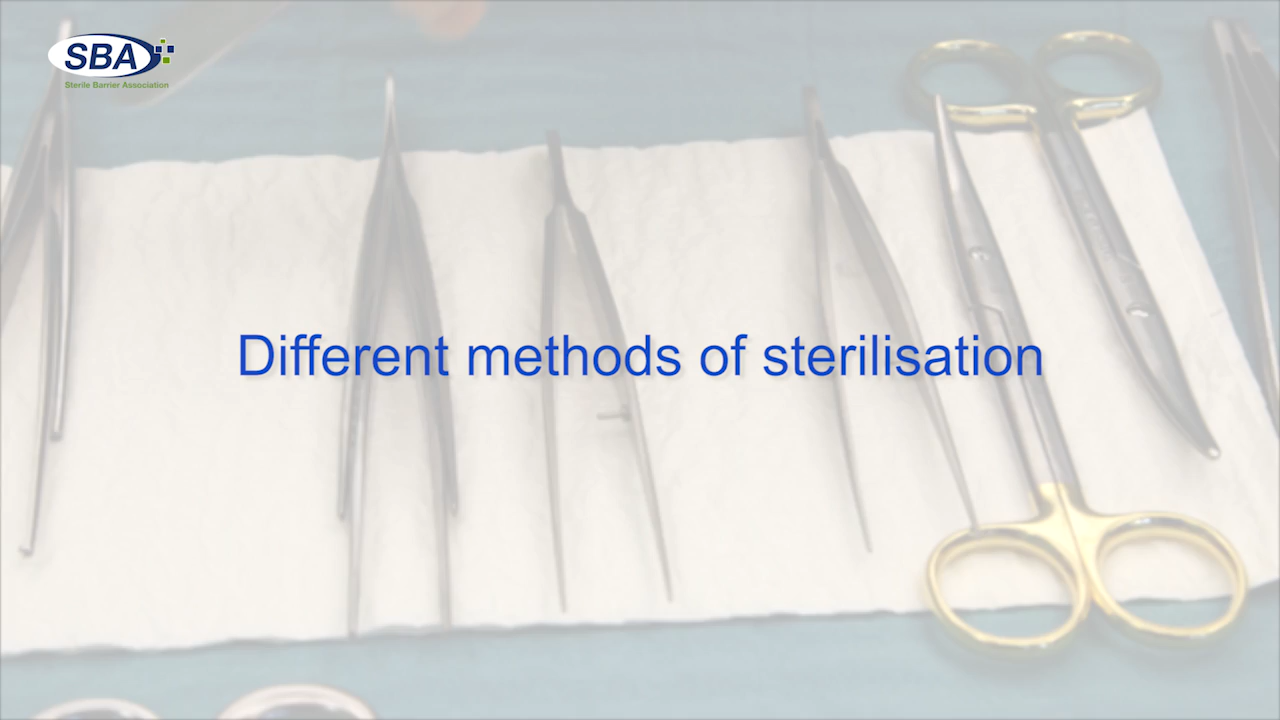 SBA
Sterile Barrier Association
Different methods of sterilisation